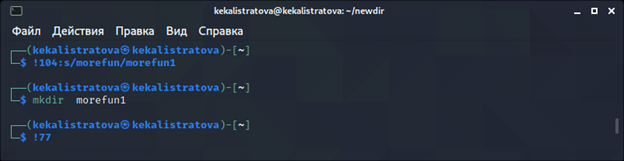 kekalistratova@kekalistratova: ~/newdir
Файл Действия Правка Вид Справка
┌──(kekalistratova㉿kekalistratova)-[~]
└─$ !104:s/morefun/morefun1
┌──(kekalistratova㉿kekalistratova)-[~]
└─$ mkdir  morefun1
┌──(kekalistratova㉿kekalistratova)-[~]
└─$ !77